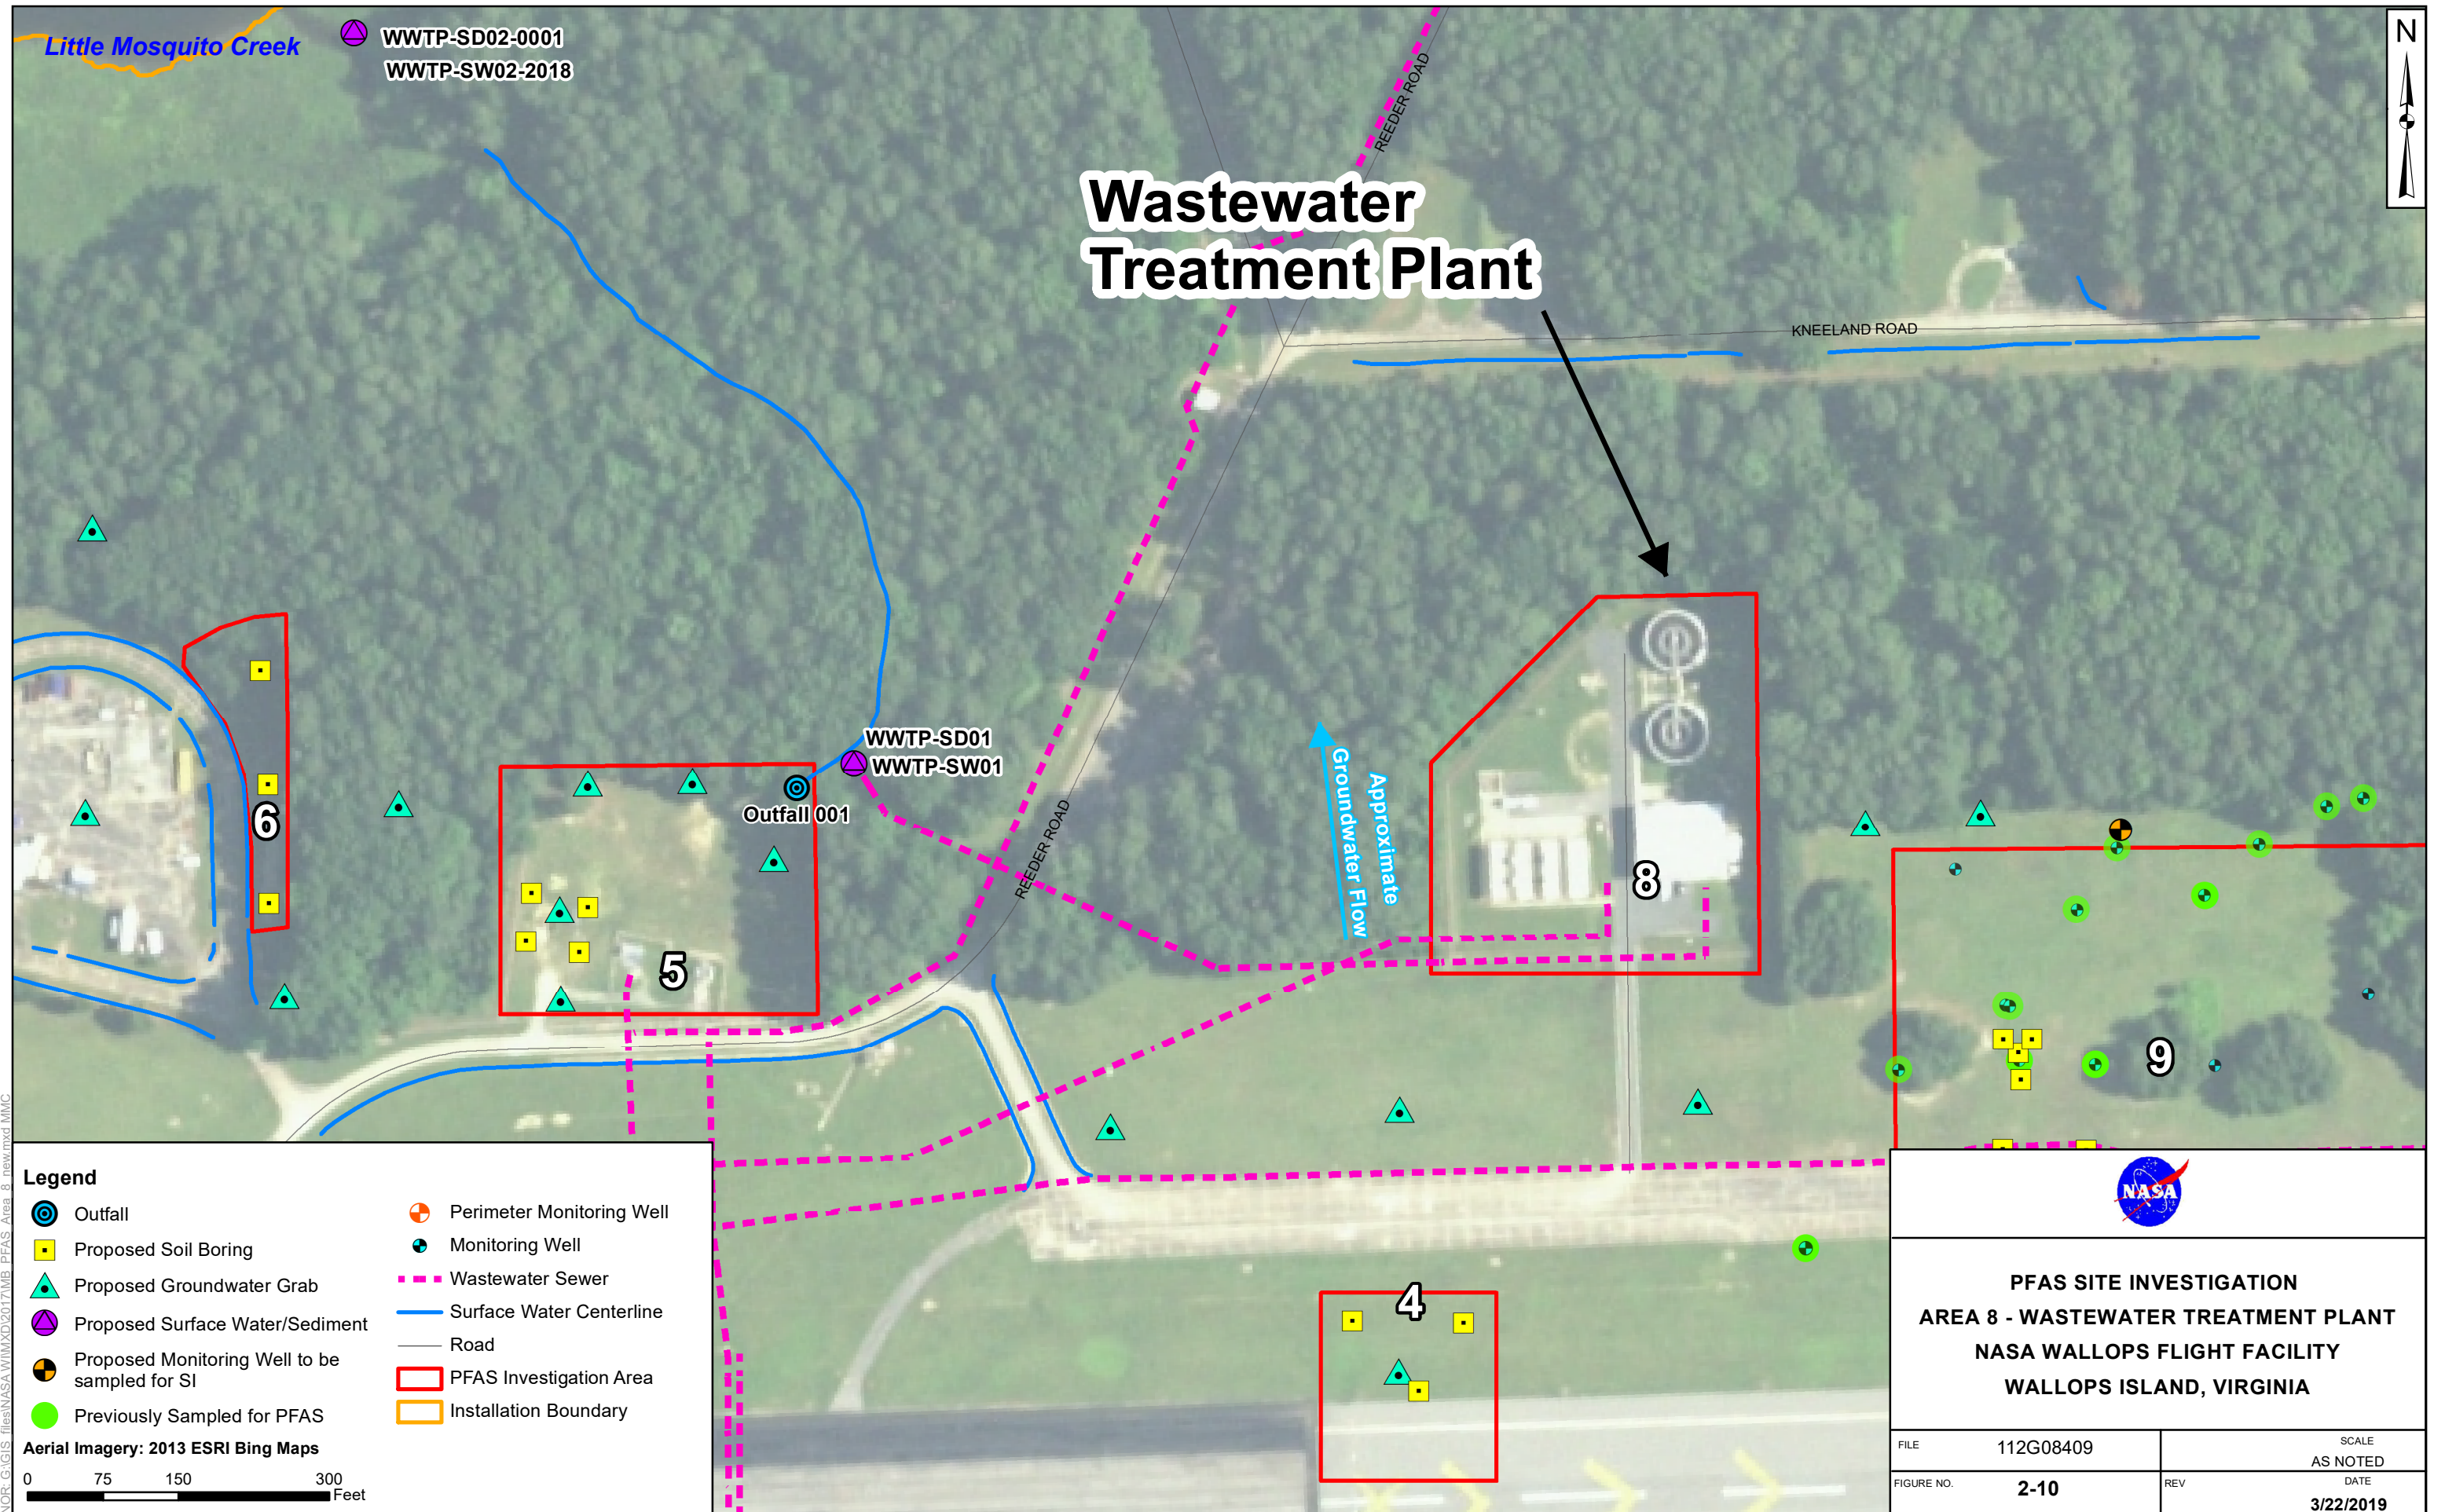 Little Mosquito Creek
WWTP-SD02-0001
WWTP-SW02-2018
N
REEDER ROAD
Wastewater
Treatment Plant
KNEELAND ROAD
WWTP-SD01
WWTP-SW01
Outfall 001
REEDER ROAD
Approximate
Groundwater Flow
6
5
8
9
4
Legend
Outfall
Proposed Soil Boring
Proposed Groundwater Grab
Proposed Surface Water/Sediment
Proposed Monitoring Well to be
sampled for SI
Previously Sampled for PFAS
Perimeter Monitoring Well
Monitoring Well
Wastewater Sewer
Surface Water Centerline
Road
PFAS Investigation Area
Installation Boundary
Aerial Imagery: 2013 ESRI Bing Maps
0 75 150 300
Feet
NASA
PFAS SITE INVESTIGATION
AREA 8 - WASTEWATER TREATMENT PLANT
NASA WALLOPS FLIGHT FACILITY
WALLOPS ISLAND, VIRGINIA
FILE 112G08409
SCALE
AS NOTED
FIGURE NO. 2-10
REV
DATE
3/22/2019